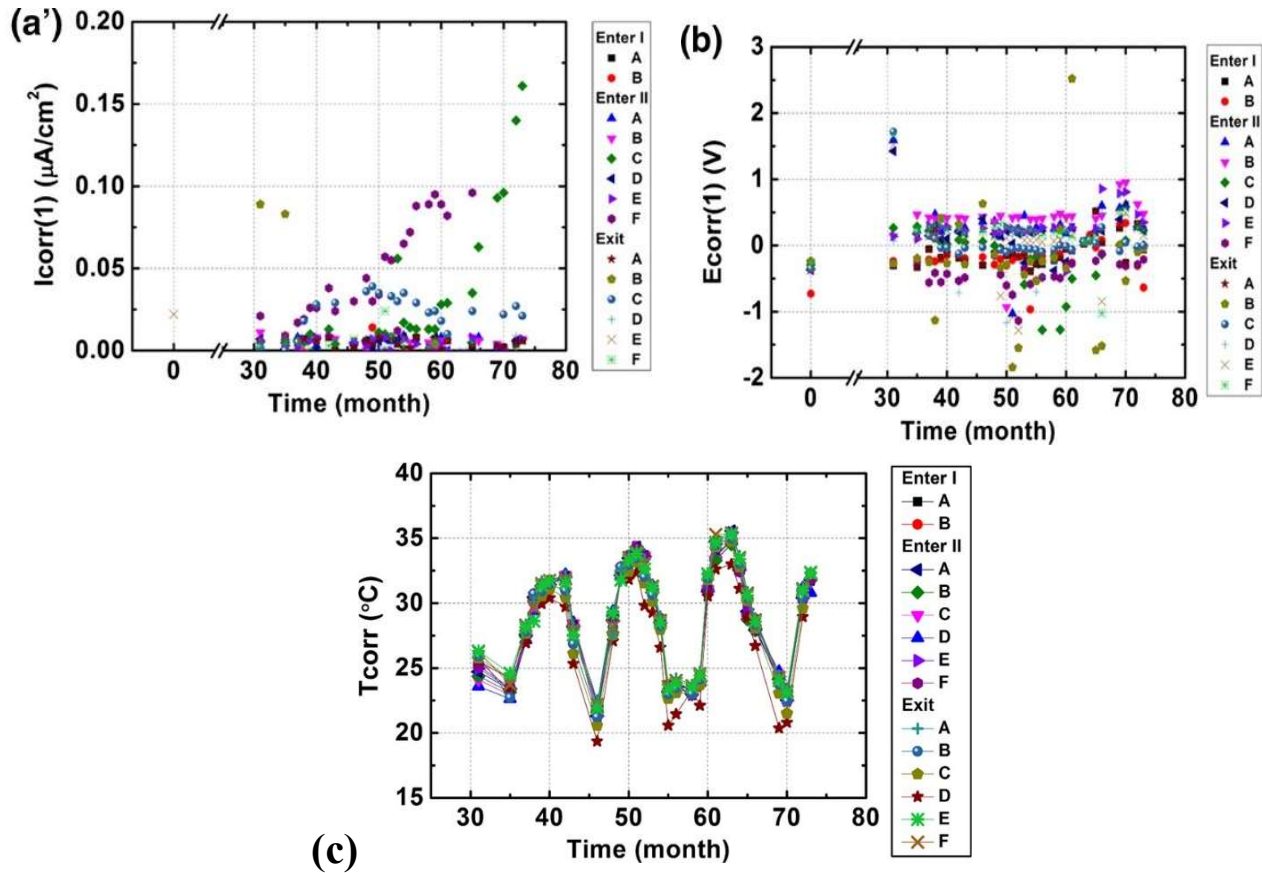 (a')
Icorr(1) (μA/cm²)
0.20
0.15
0.10
0.05
0.00
0 30 40 50 60 70 80
Time (month)
Enter I
A
B
Enter II
A
B
C
D
E
F
Exit
A
B
C
D
E
F
(b)
Ecorr(1) (V)
3
2
1
0
-1
-2
0 30 40 50 60 70 80
Time (month)
Enter I
A
B
Enter II
A
B
C
D
E
F
Exit
A
B
C
D
E
F
(c)
Tcorr (°C)
40
35
30
25
20
15
30 40 50 60 70 80
Time (month)
Enter I
A
B
Enter II
A
B
C
D
E
F
Exit
A
B
C
D
E
F